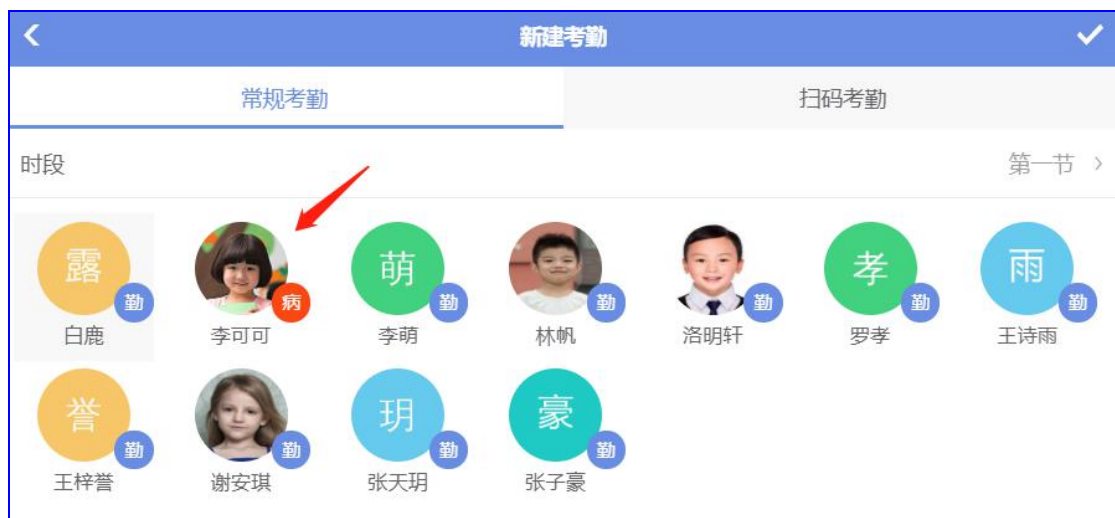 新建考勤
常规考勤 扫码考勤
时段 第一节
露 萌 孝 雨
勤 病 勤 勤 勤 勤 勤
白鹿 李可可 李萌 林帆 洛明轩 罗孝 王诗雨
誉 玥 豪
勤 勤 勤 勤
王梓誉 谢安琪 张天玥 张子豪